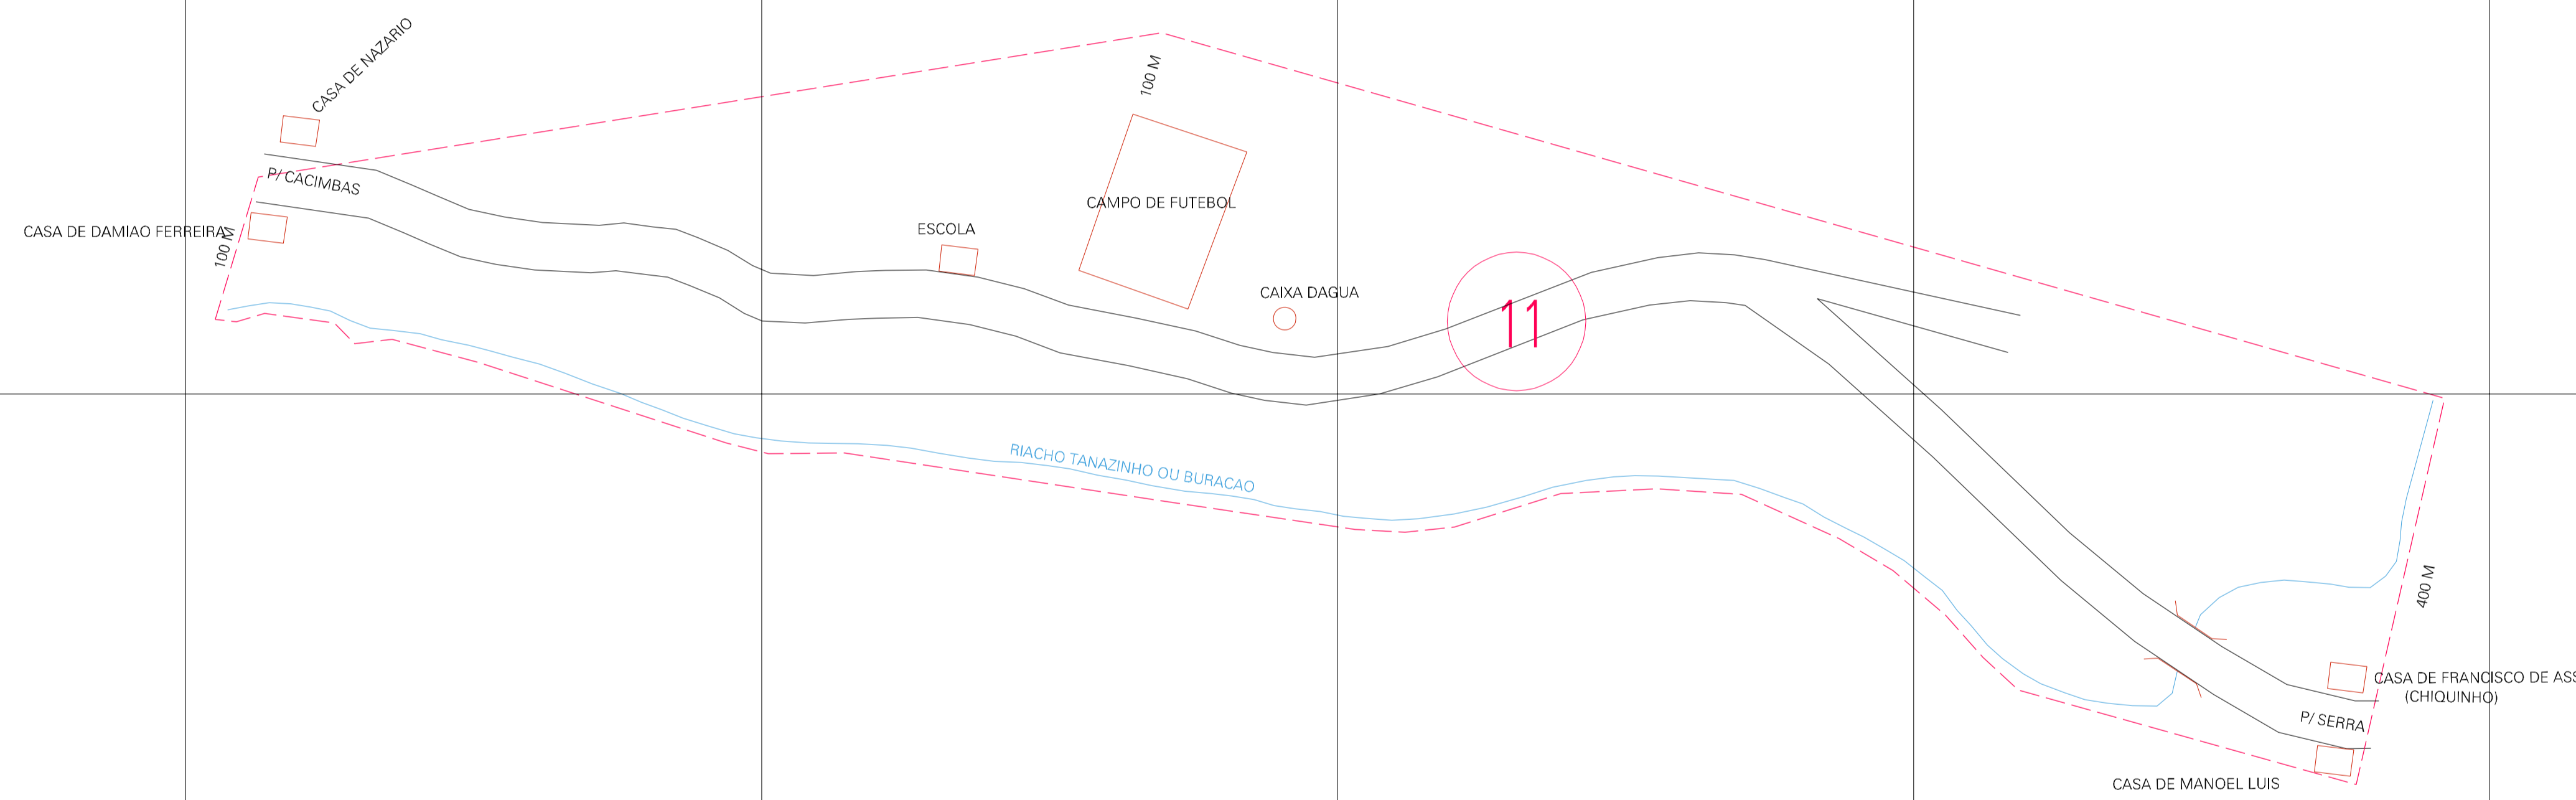 CASA DE NAZARIO
100 M
P/ CACIMBAS
CAMPO DE FUTEBOL
ESCOLA
CASA DE DAMIAO FERREIRA
100 M
CAIXA DAGUA
11
RIACHO TANAZINHO OU BURACAO
400 M
CASA DE FRANCISCO DE ASS
(CHIQUINHO)
P/ SERRA
CASA DE MANOEL LUIS